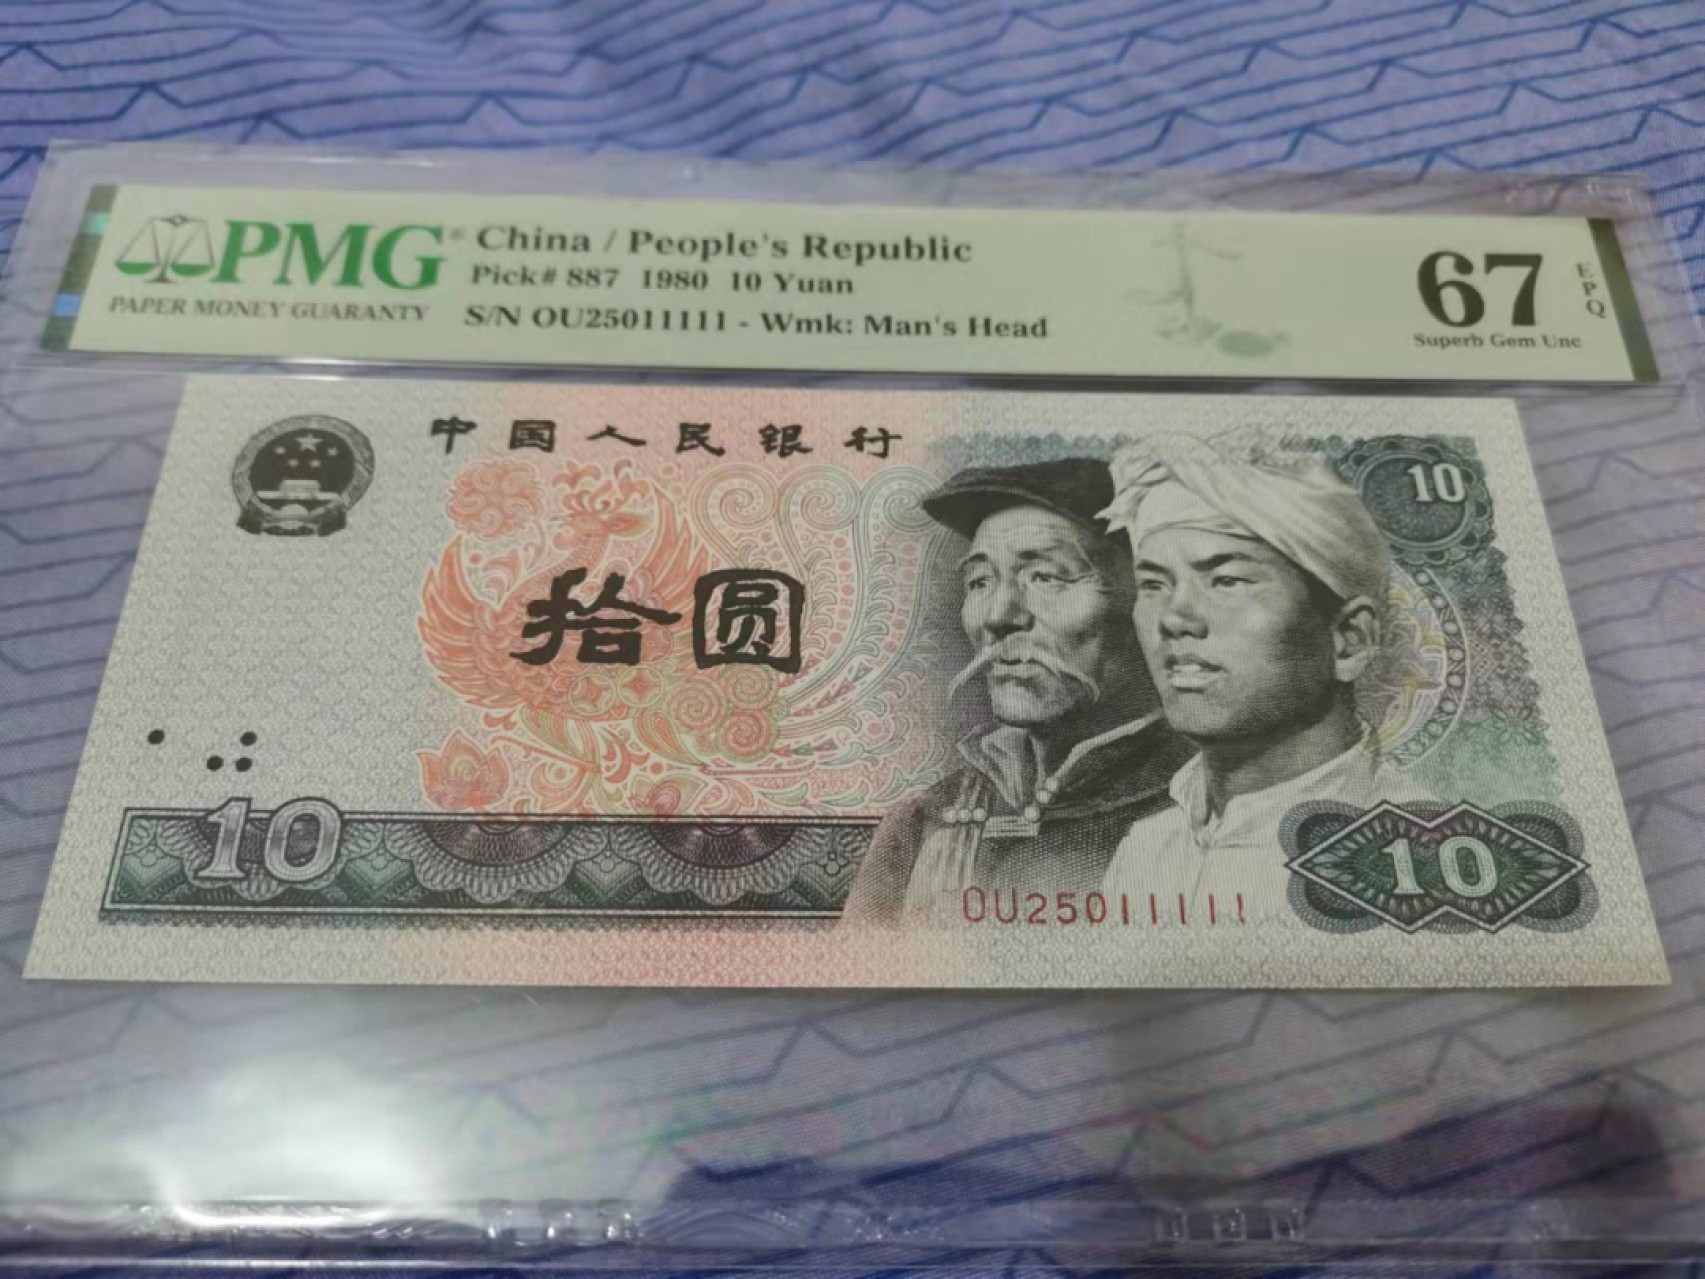 PMG®
PAPER MONEY GUARANTY
China / People's Republic
Pick# 887 1980 10 Yuan
S/N OU25011111 - Wmk: Man's Head
67
EPQ
Superb Gem Unc
中国人民银行
10
拾圆
10
OU25011111
10